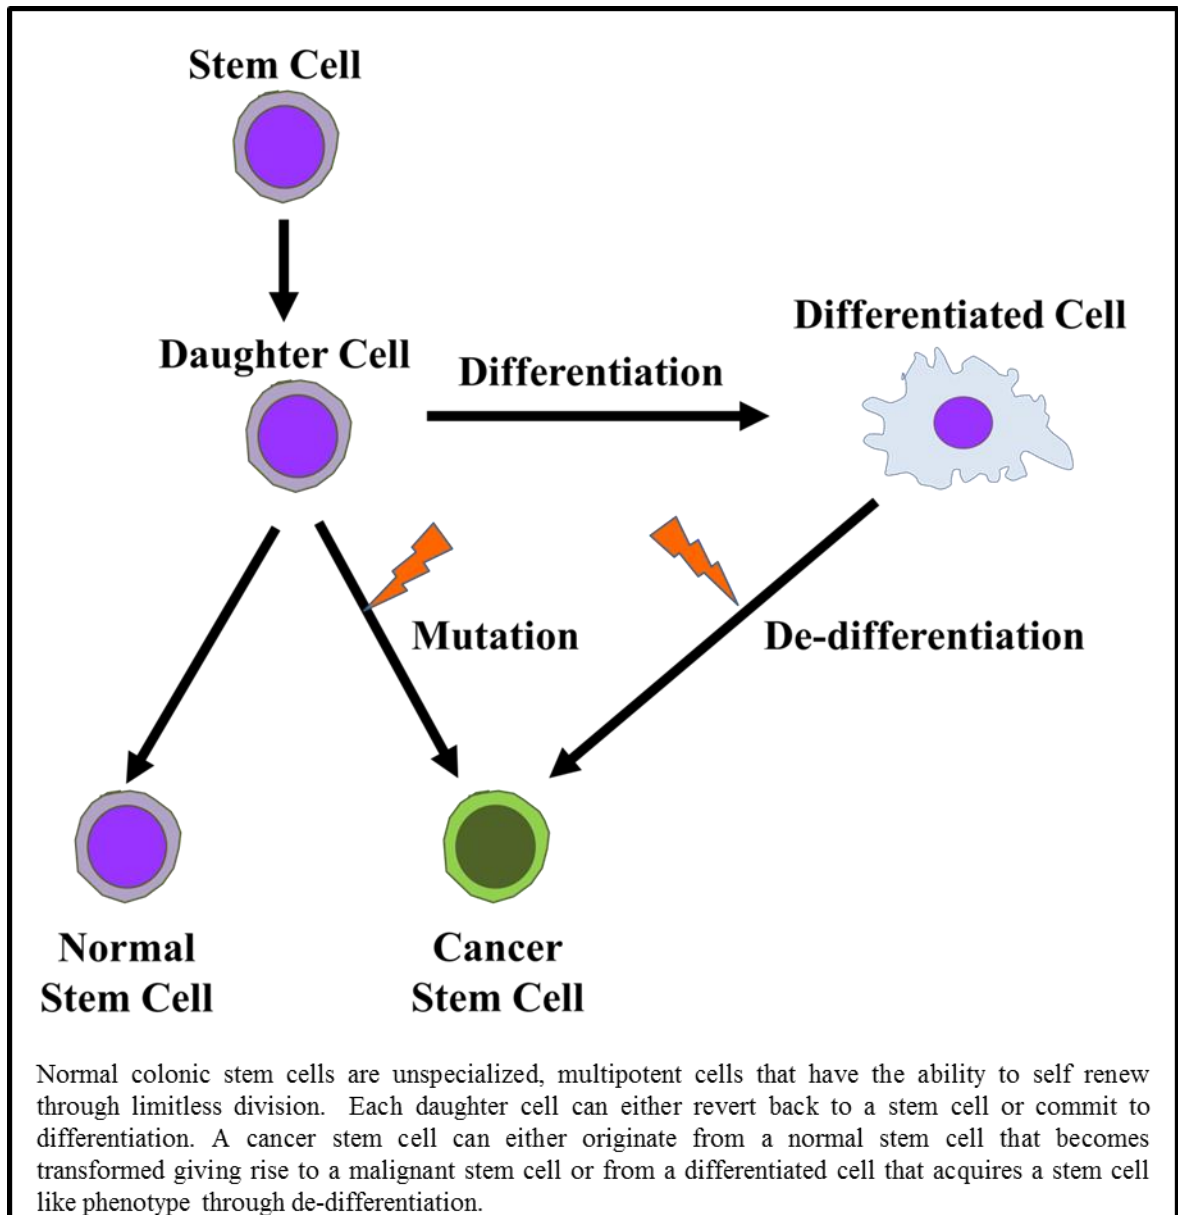 Stem Cell
Daughter Cell
Differentiation
Differentiated Cell
Mutation
De-differentiation
Normal
Stem Cell
Cancer
Stem Cell
Normal colonic stem cells are unspecialized, multipotent cells that have the ability to self renew
through limitless division. Each daughter cell can either revert back to a stem cell or commit to
differentiation. A cancer stem cell can either originate from a normal stem cell that becomes
transformed giving rise to a malignant stem cell or from a differentiated cell that acquires a stem cell
like phenotype through de-differentiation.